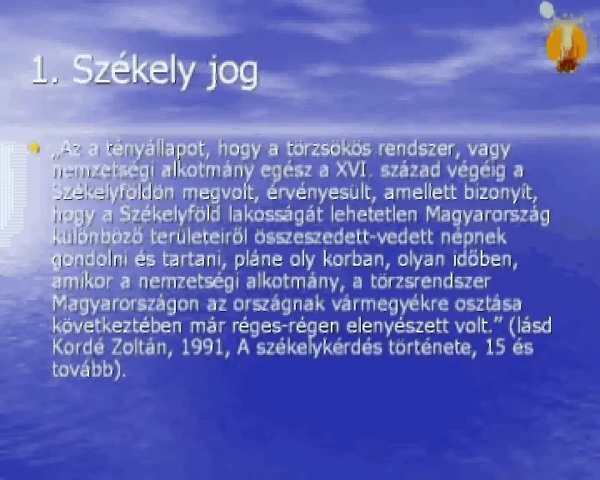 1. Székely jog
„Az a tényállapot, hogy a törzsökös rendszer, vagy
nemzetségi alkotmány egész a XVI. század végéig a
Székelyföldön megvolt, érvényesült, amellett bizonyít,
hogy a Székelyföld lakosságát lehetetlen Magyarország
különböző területeiről összeszedett-vedett népnek
gondolni és tartani, pláne oly korban, olyan időben,
amikor a nemzetségi alkotmány, a törzsrendszer
Magyarországon az országnak vármegyékre osztása
következtében már réges-régen elenyészett volt.” (lásd
Kordé Zoltán, 1991, A székelykérdés története, 15 és
tovább).